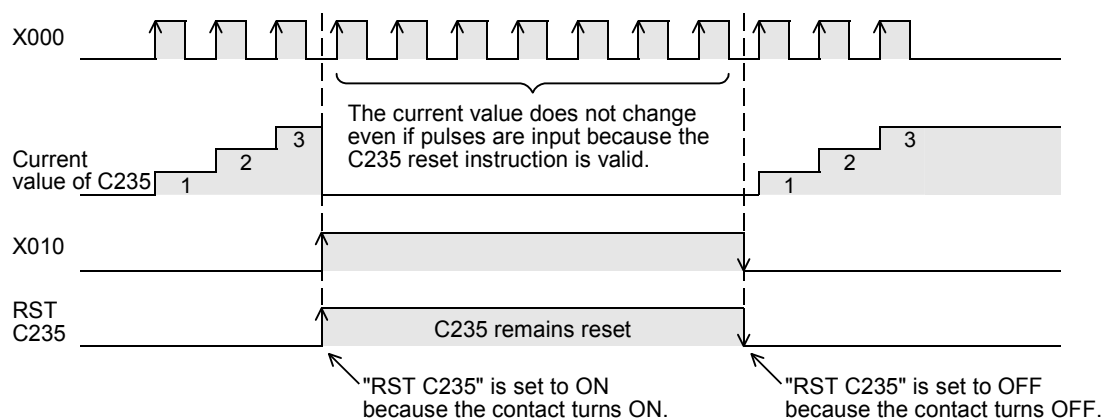 X000
The current value does not change
even if pulses are input because the
C235 reset instruction is valid.
Current
value of C235
1
2
3
1
2
3
X010
RST
C235
C235 remains reset
"RST C235" is set to ON
because the contact turns ON.
"RST C235" is set to OFF
because the contact turns OFF.